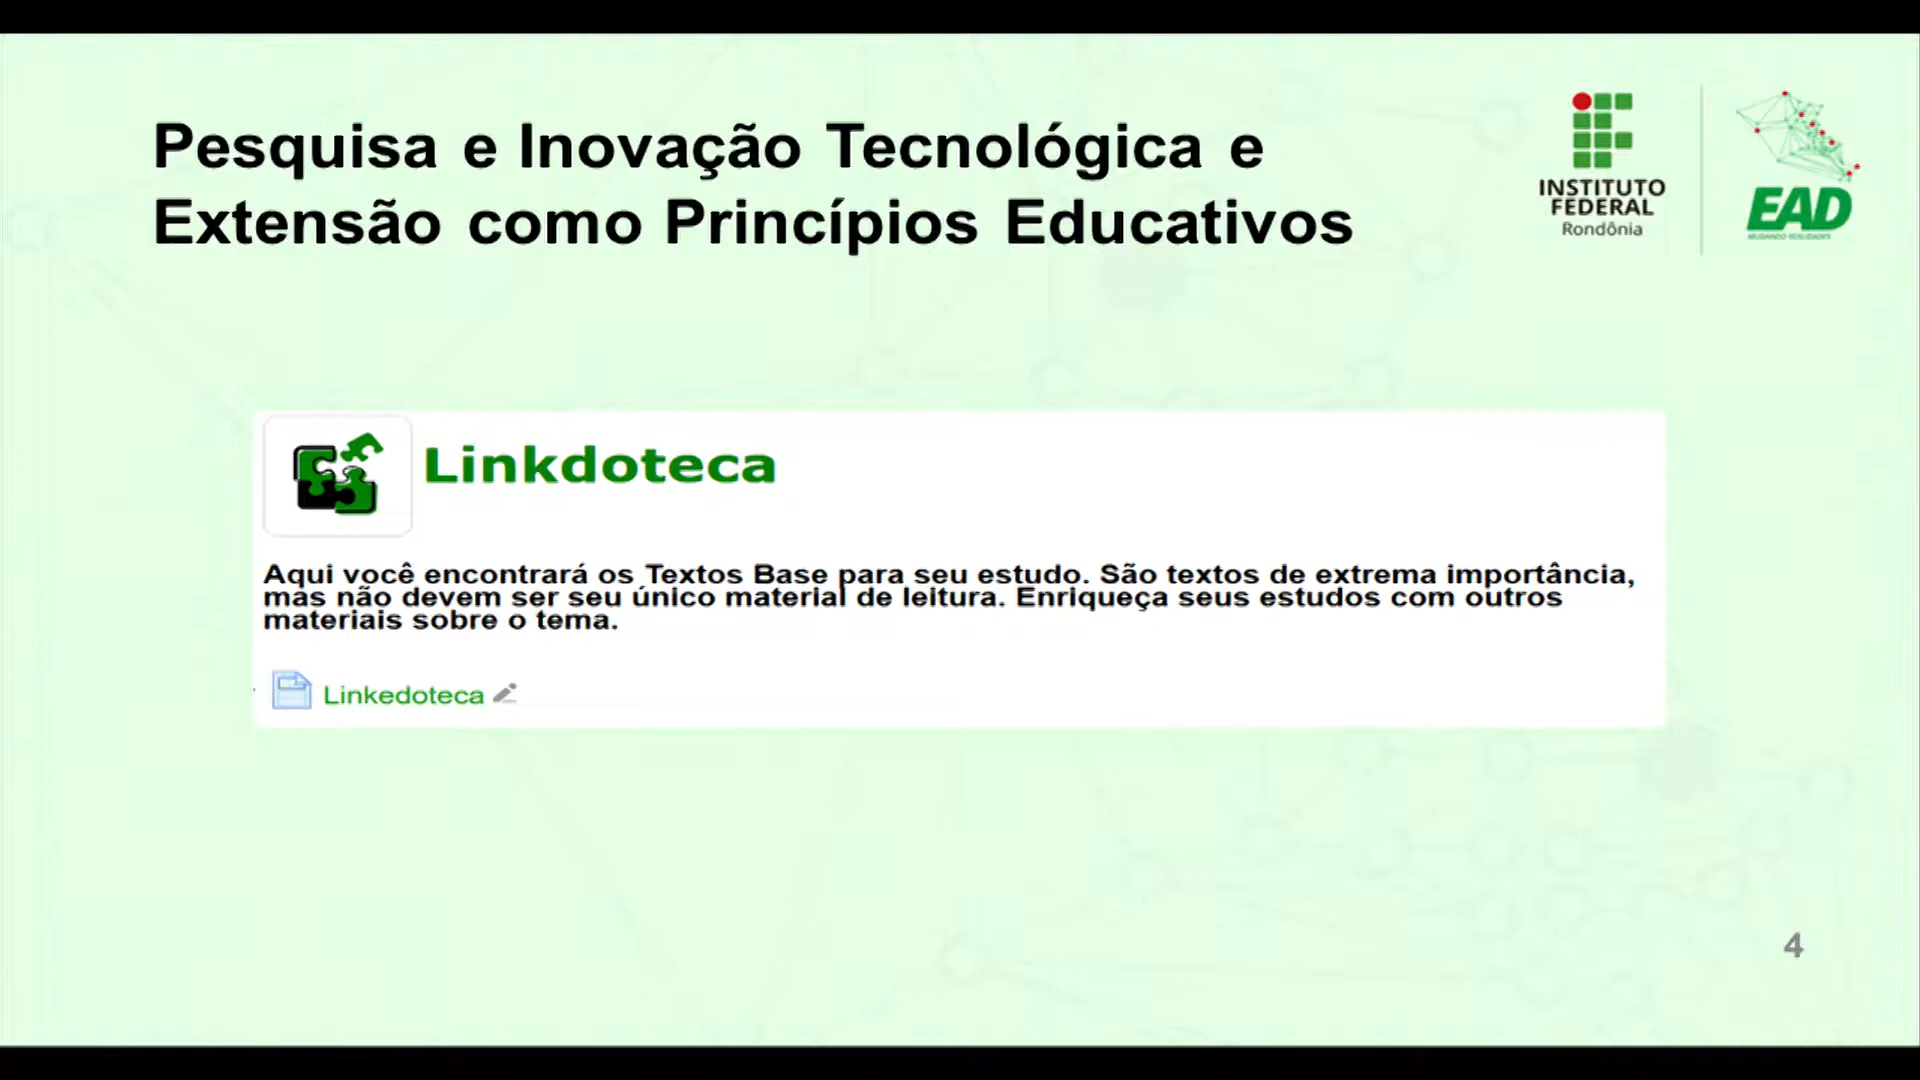 Pesquisa e Inovação Tecnológica e
Extensão como Princípios Educativos
INSTITUTO
FEDERAL
Rondônia
EAD
Linkdoteca
Aqui você encontrará os Textos Base para seu estudo. São textos de extrema importância,
mas não devem ser seu único material de leitura. Enriqueça seus estudos com outros
materiais sobre o tema.
Linkedoteca
4